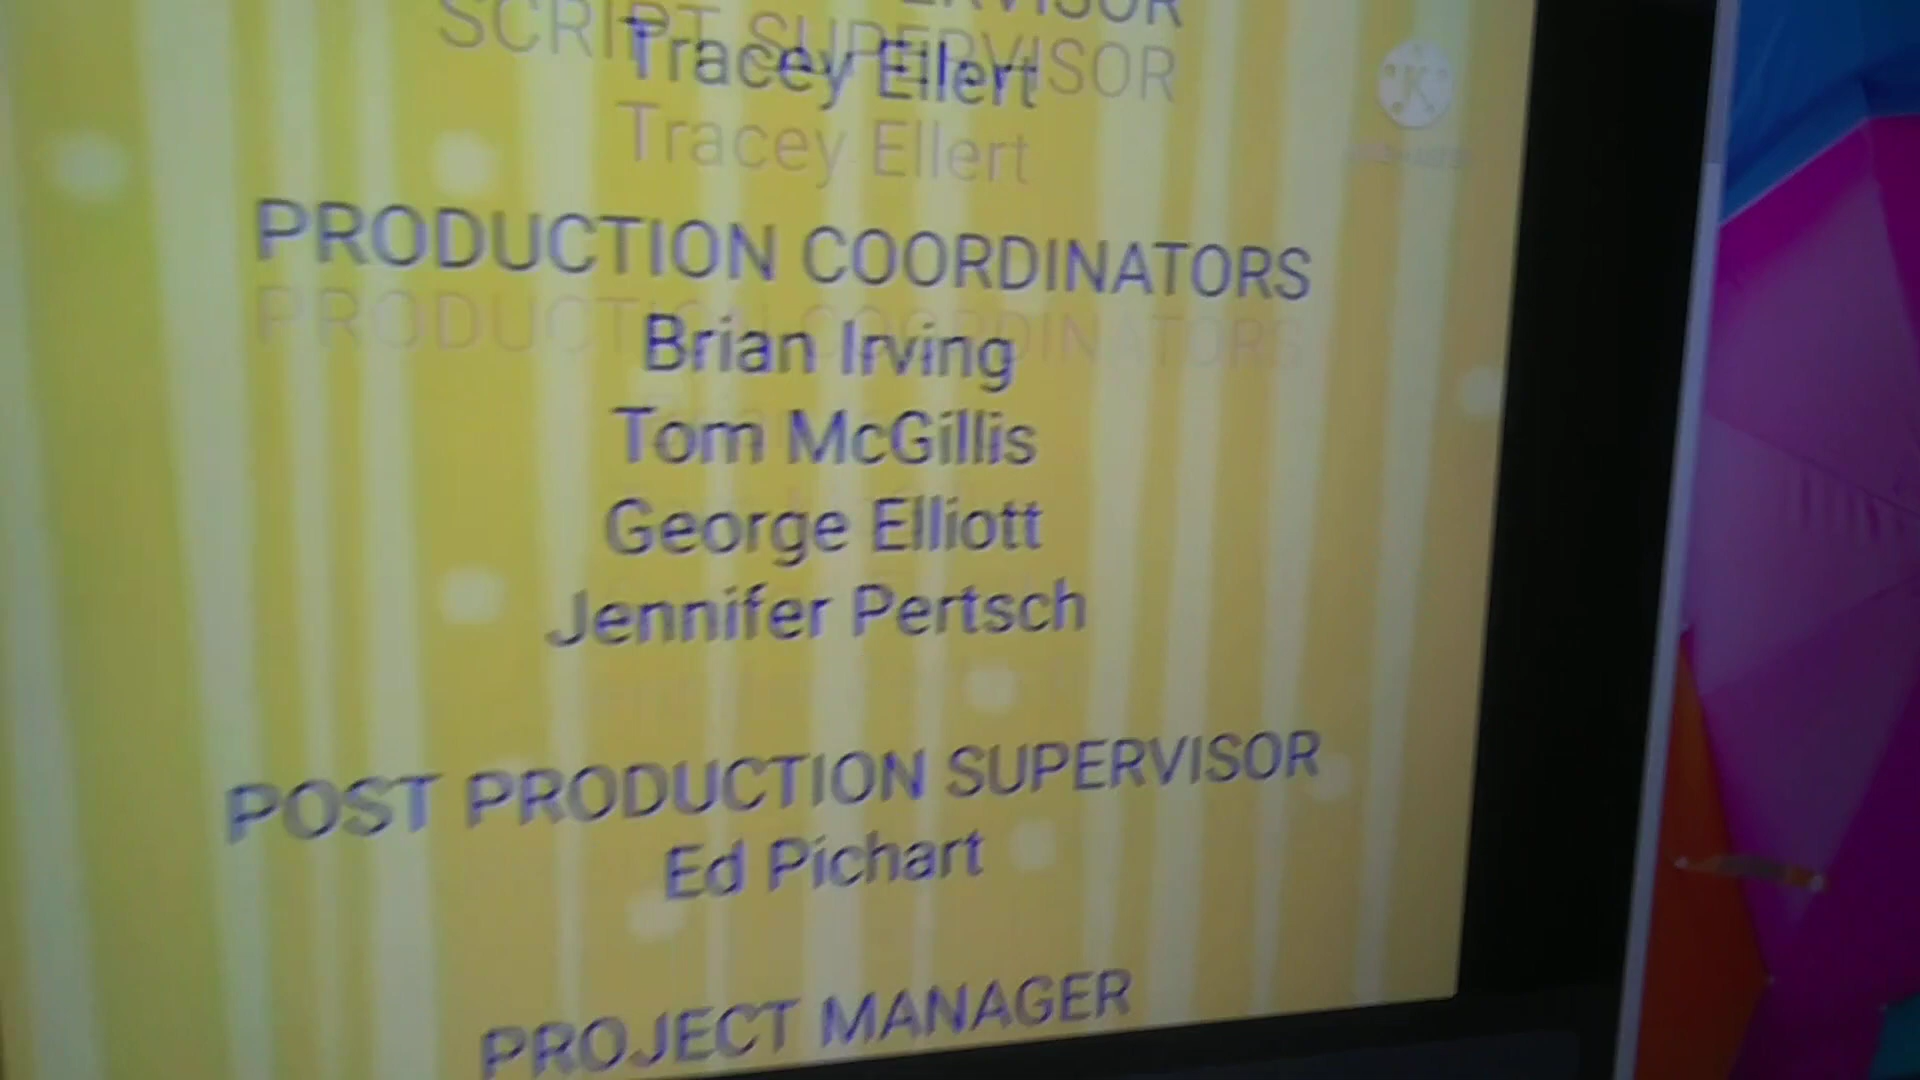 SCRIPT SUPERVISOR
Tracey Ellert
PRODUCTION COORDINATORS
Brian Irving
Tom McGillis
George Elliott
Jennifer Pertsch
POST PRODUCTION SUPERVISOR
Ed Pichart
PROJECT MANAGER